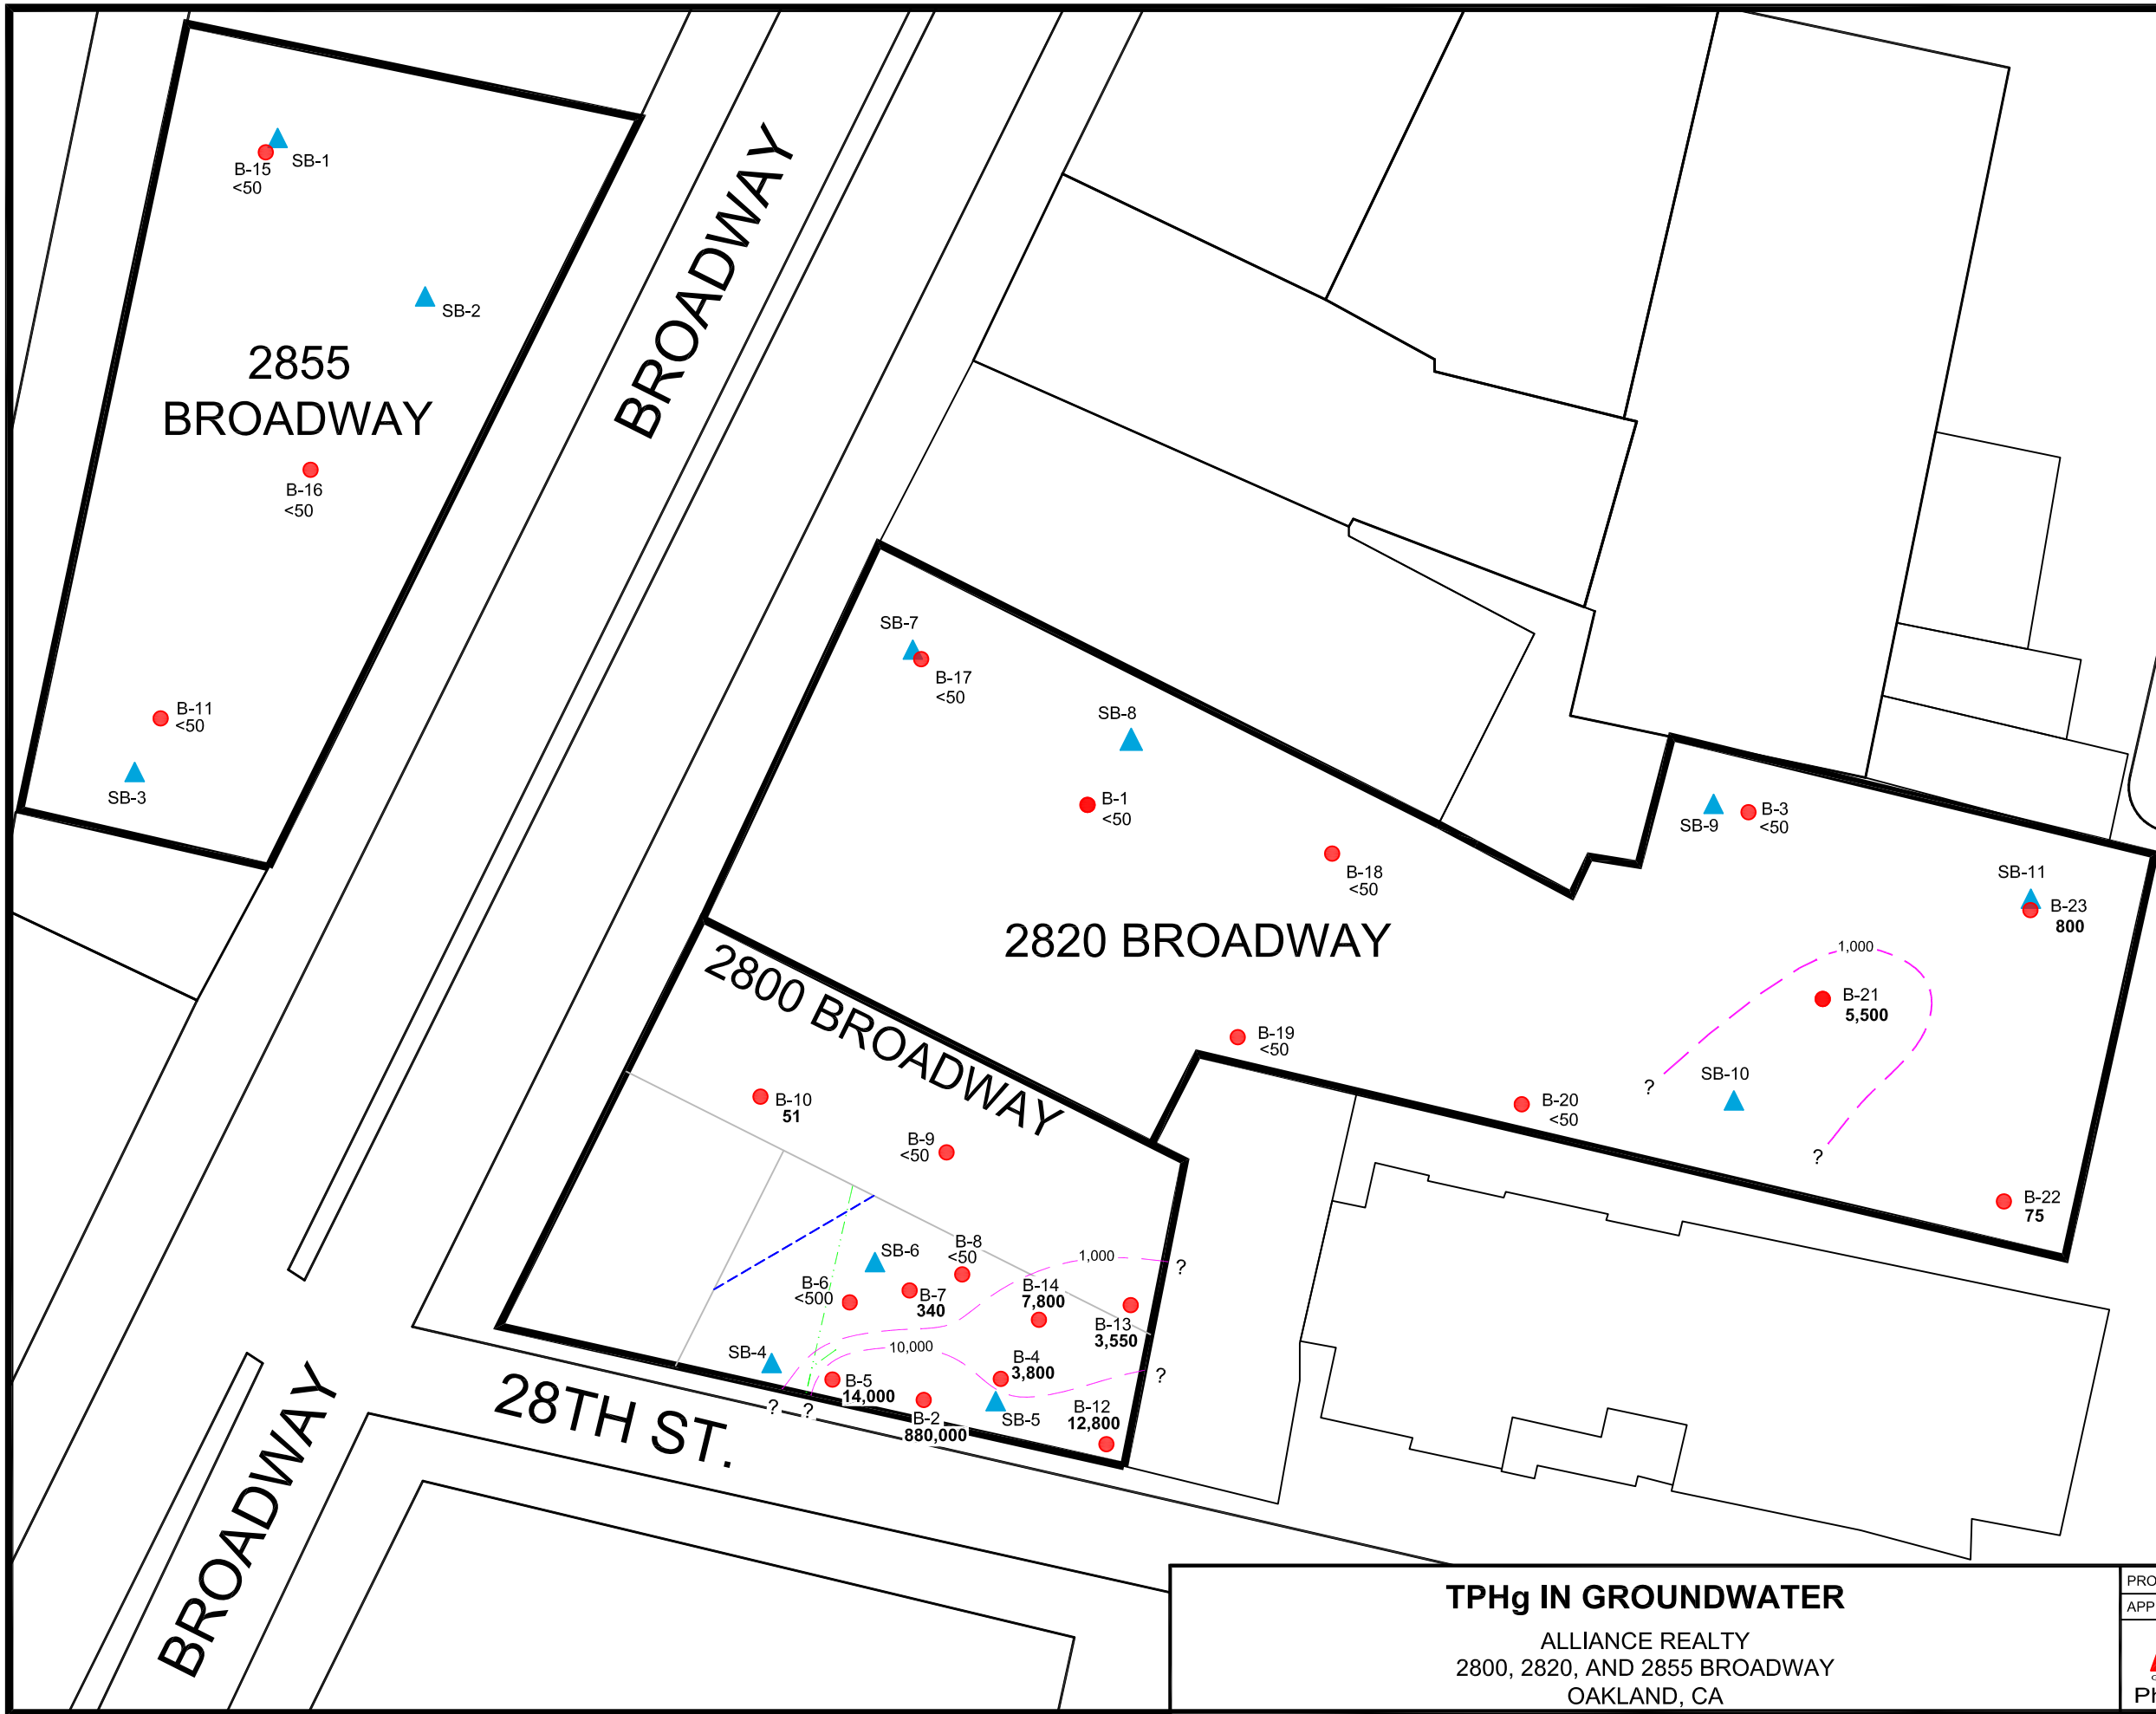 SB-1
B-15
<50
SB-2
2855
BROADWAY
B-16
<50
B-11
<50
SB-3
BROADWAY
SB-7
B-17
<50
SB-8
B-1
<50
B-18
<50
SB-9
B-3
<50
SB-11
B-23
800
2820 BROADWAY
1,000
B-21
5,500
SB-10
?
?
B-19
<50
B-20
<50
B-22
75
2800 BROADWAY
B-10
51
B-9
<50
SB-6
B-8
<50
1,000
?
B-6
<500
B-7
340
B-14
7,800
B-13
3,550
SB-4
10,000
B-4
3,800
?
B-5
14,000
? ?
B-2
880,000
SB-5
B-12
12,800
28TH ST.
BROADWAY
TPHg IN GROUNDWATER
ALLIANCE REALTY
2800, 2820, AND 2855 BROADWAY
OAKLAND, CA
PRO
APP